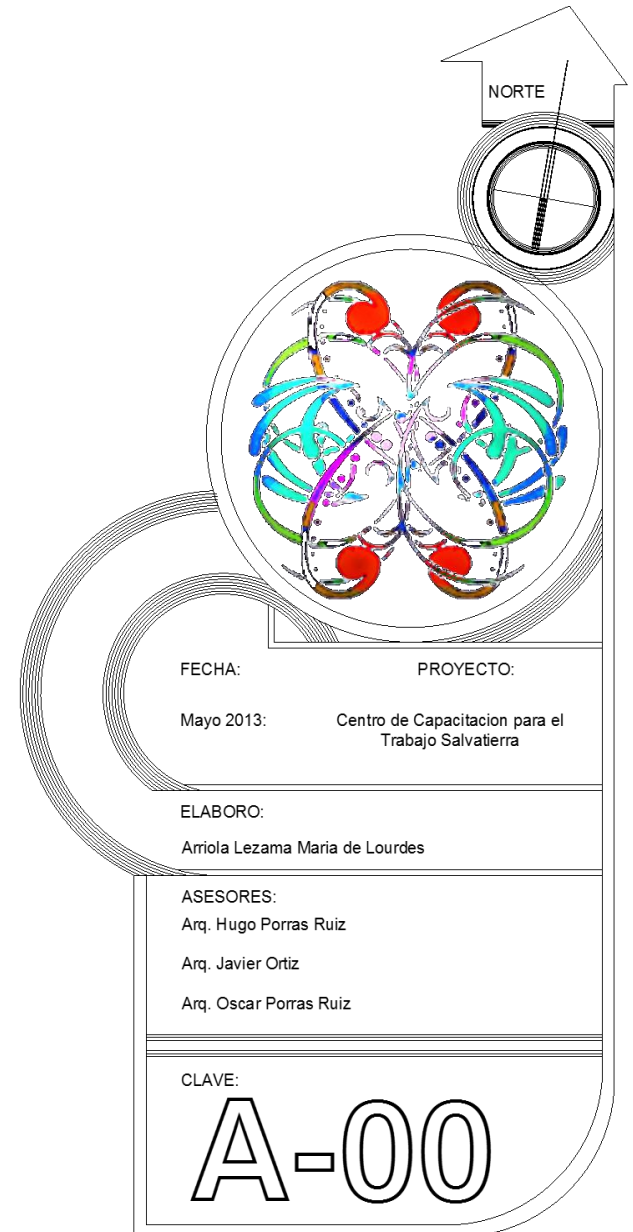 NORTE
FECHA:
PROYECTO:
Mayo 2013:
Centro de Capacitacion para el
Trabajo Salvatierra
ELABORO:
Arriola Lezama Maria de Lourdes
ASESORES:
Arq. Hugo Porras Ruiz
Arq. Javier Ortiz
Arq. Oscar Porras Ruiz
CLAVE:
A-00